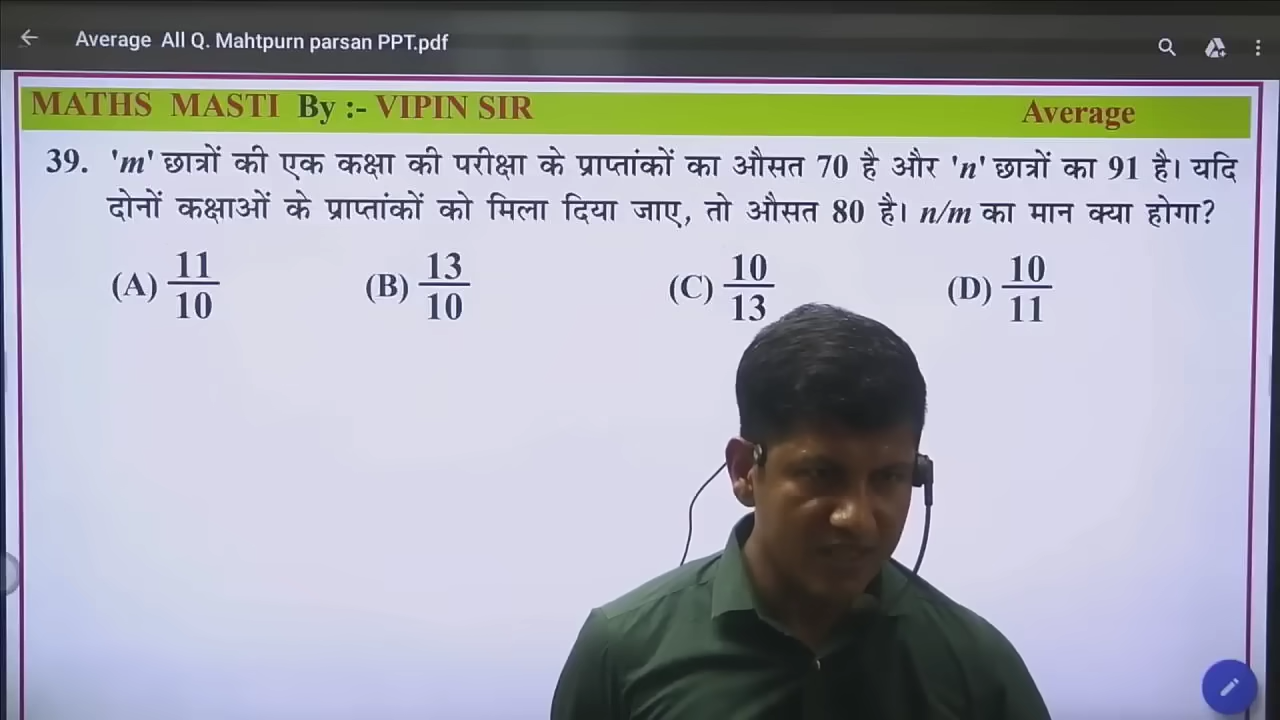 Average All Q. Mahtpurn parsan PPT.pdf
MATHS MASTI By :- VIPIN SIR Average
39. 'm' छात्रों की एक कक्षा की परीक्षा के प्राप्तांकों का औसत 70 है और 'n' छात्रों का 91 है। यदि
दोनों कक्षाओं के प्राप्तांकों को मिला दिया जाए, तो औसत 80 है। n/m का मान क्या होगा?
(A) 11/10 (B) 13/10 (C) 10/13 (D) 10/11